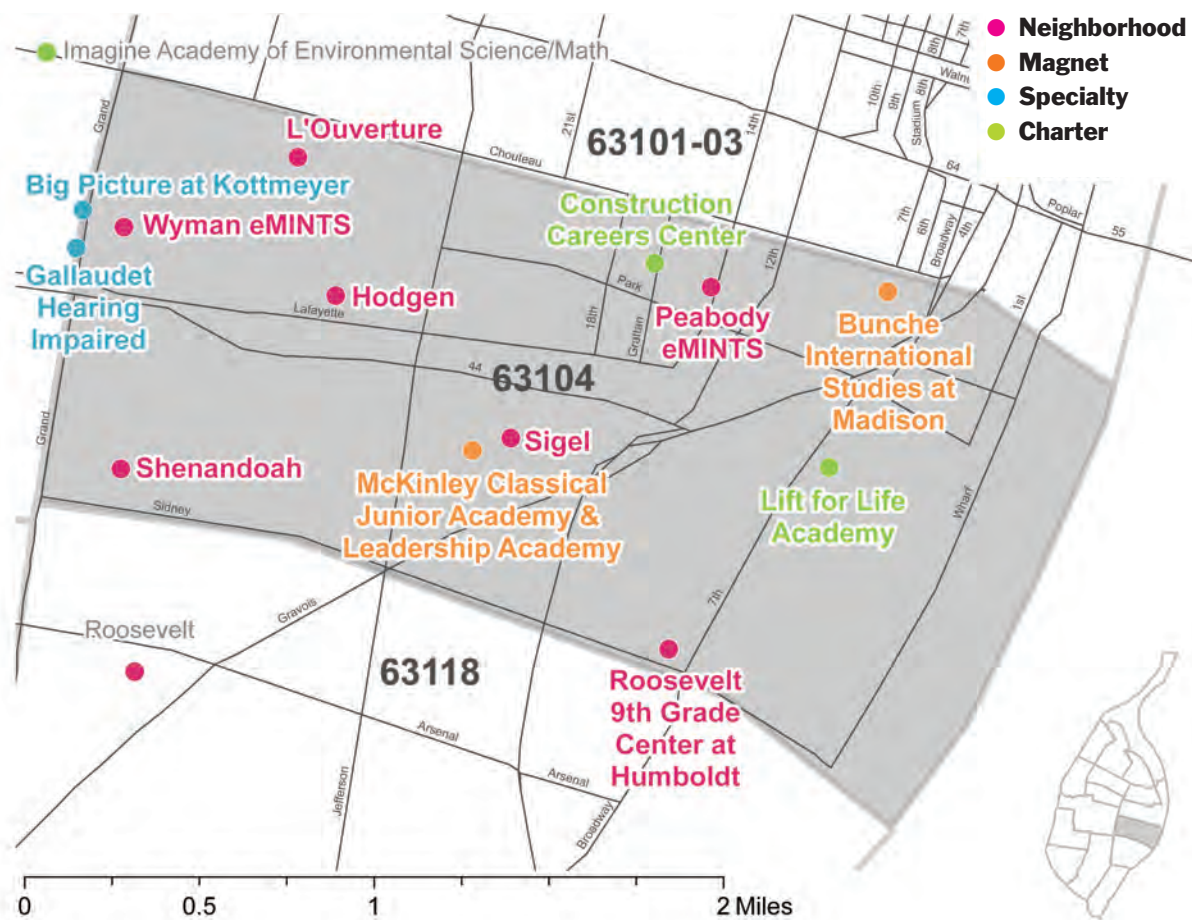 Neighborhood
Magnet
Specialty
Charter
Imagine Academy of Environmental Science/Math
7th
8th
Walnu
10th
9th
8th
Stadium
14th
21st
Grand
L'Ouverture
63101-03
Chouteau
64
Big Picture at Kottmeyer
Construction
Careers Center
Poplar
55
7th
6th
Broadway
4th
Wyman eMINTS
12th
Gallaudet
Hearing
Impaired
Park
Hodgen
Peabody
eMINTS
Bunche
International
Studies at
Madison
1st
Lafayette
18th
Grattan
44
63104
Grand
Sigel
Shenandoah
McKinley Classical
Junior Academy &
Leadership Academy
Lift for Life
Academy
Wharf
Sidney
7th
Gravois
Roosevelt
63118
Roosevelt
9th Grade
Center at
Humboldt
Arsenal
Arsenal
Jefferson
Broadway
0
0.5
1
2 Miles